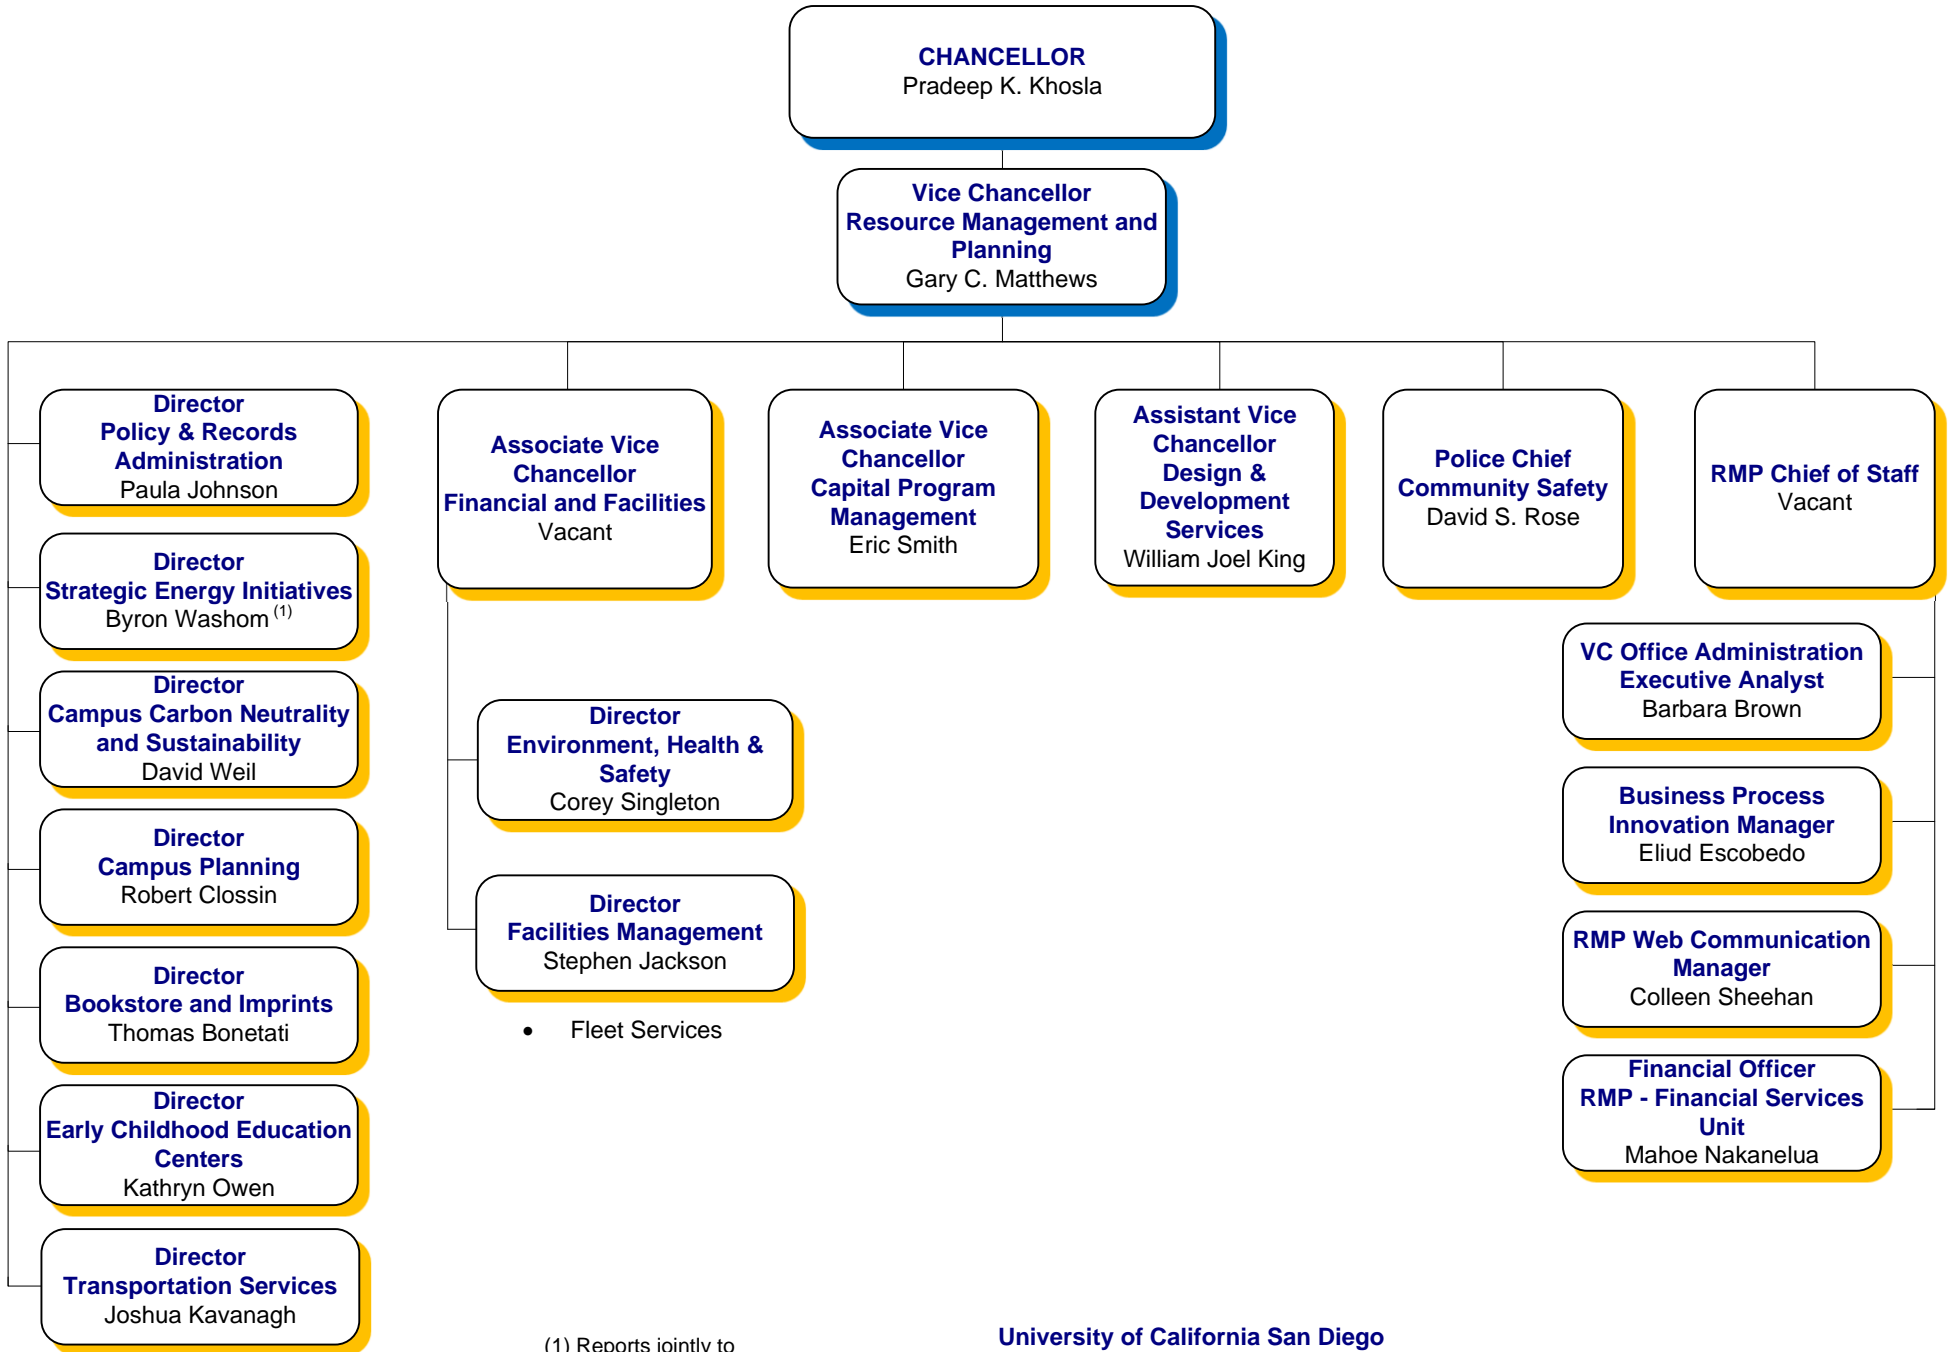 CHANCELLOR
Pradeep K. Khosla
Vice Chancellor
Resource Management and
Planning
Gary C. Matthews
Director
Policy & Records
Administration
Paula Johnson
Director
Strategic Energy Initiatives
Byron Washom (1)
Director
Campus Carbon Neutrality
and Sustainability
David Weil
Director
Campus Planning
Robert Clossin
Director
Bookstore and Imprints
Thomas Bonetati
Director
Early Childhood Education
Centers
Kathryn Owen
Director
Transportation Services
Joshua Kavanagh
Associate Vice
Chancellor
Financial and Facilities
Vacant
Director
Environment, Health &
Safety
Corey Singleton
Director
Facilities Management
Stephen Jackson
• Fleet Services
Associate Vice
Chancellor
Capital Program
Management
Eric Smith
Assistant Vice
Chancellor
Design &
Development
Services
William Joel King
Police Chief
Community Safety
David S. Rose
RMP Chief of Staff
Vacant
VC Office Administration
Executive Analyst
Barbara Brown
Business Process
Innovation Manager
Eliud Escobedo
RMP Web Communication
Manager
Colleen Sheehan
Financial Officer
RMP - Financial Services
Unit
Mahoe Nakanelua
(1) Reports jointly to
University of California San Diego